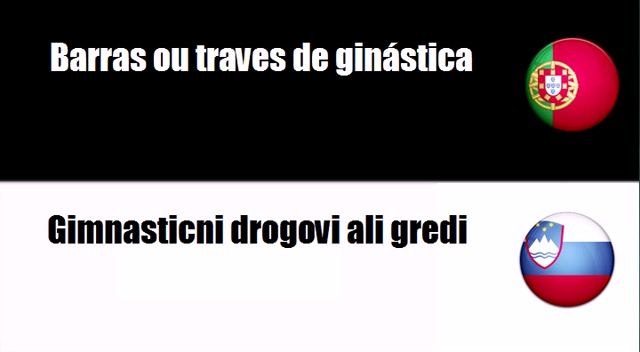 Barras ou traves de ginástica
Gimnasticni drogovi ali gredi